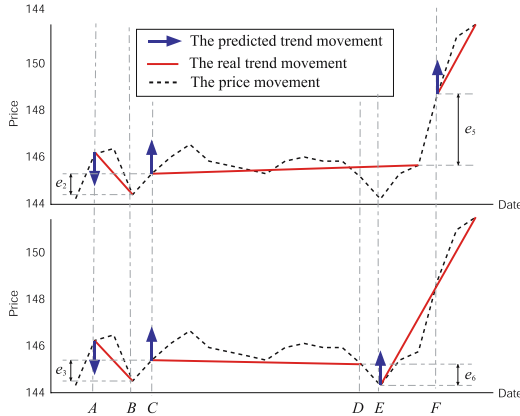 144
The predicted trend movement
The real trend movement
The price movement
150
148
146
144
Price
e2
e5
Date
150
148
146
144
Price
e3
e6
Date
A B C D E F